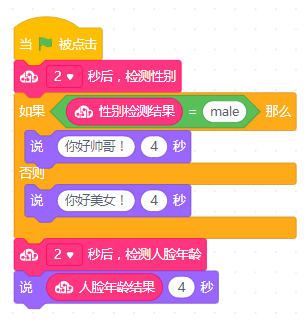 当 被点击
2 秒后，检测性别
如果 性别检测结果 = male 那么
说 你好帅哥！ 4 秒
否则
说 你好美女！ 4 秒
2 秒后，检测人脸年龄
说 人脸年龄结果 4 秒